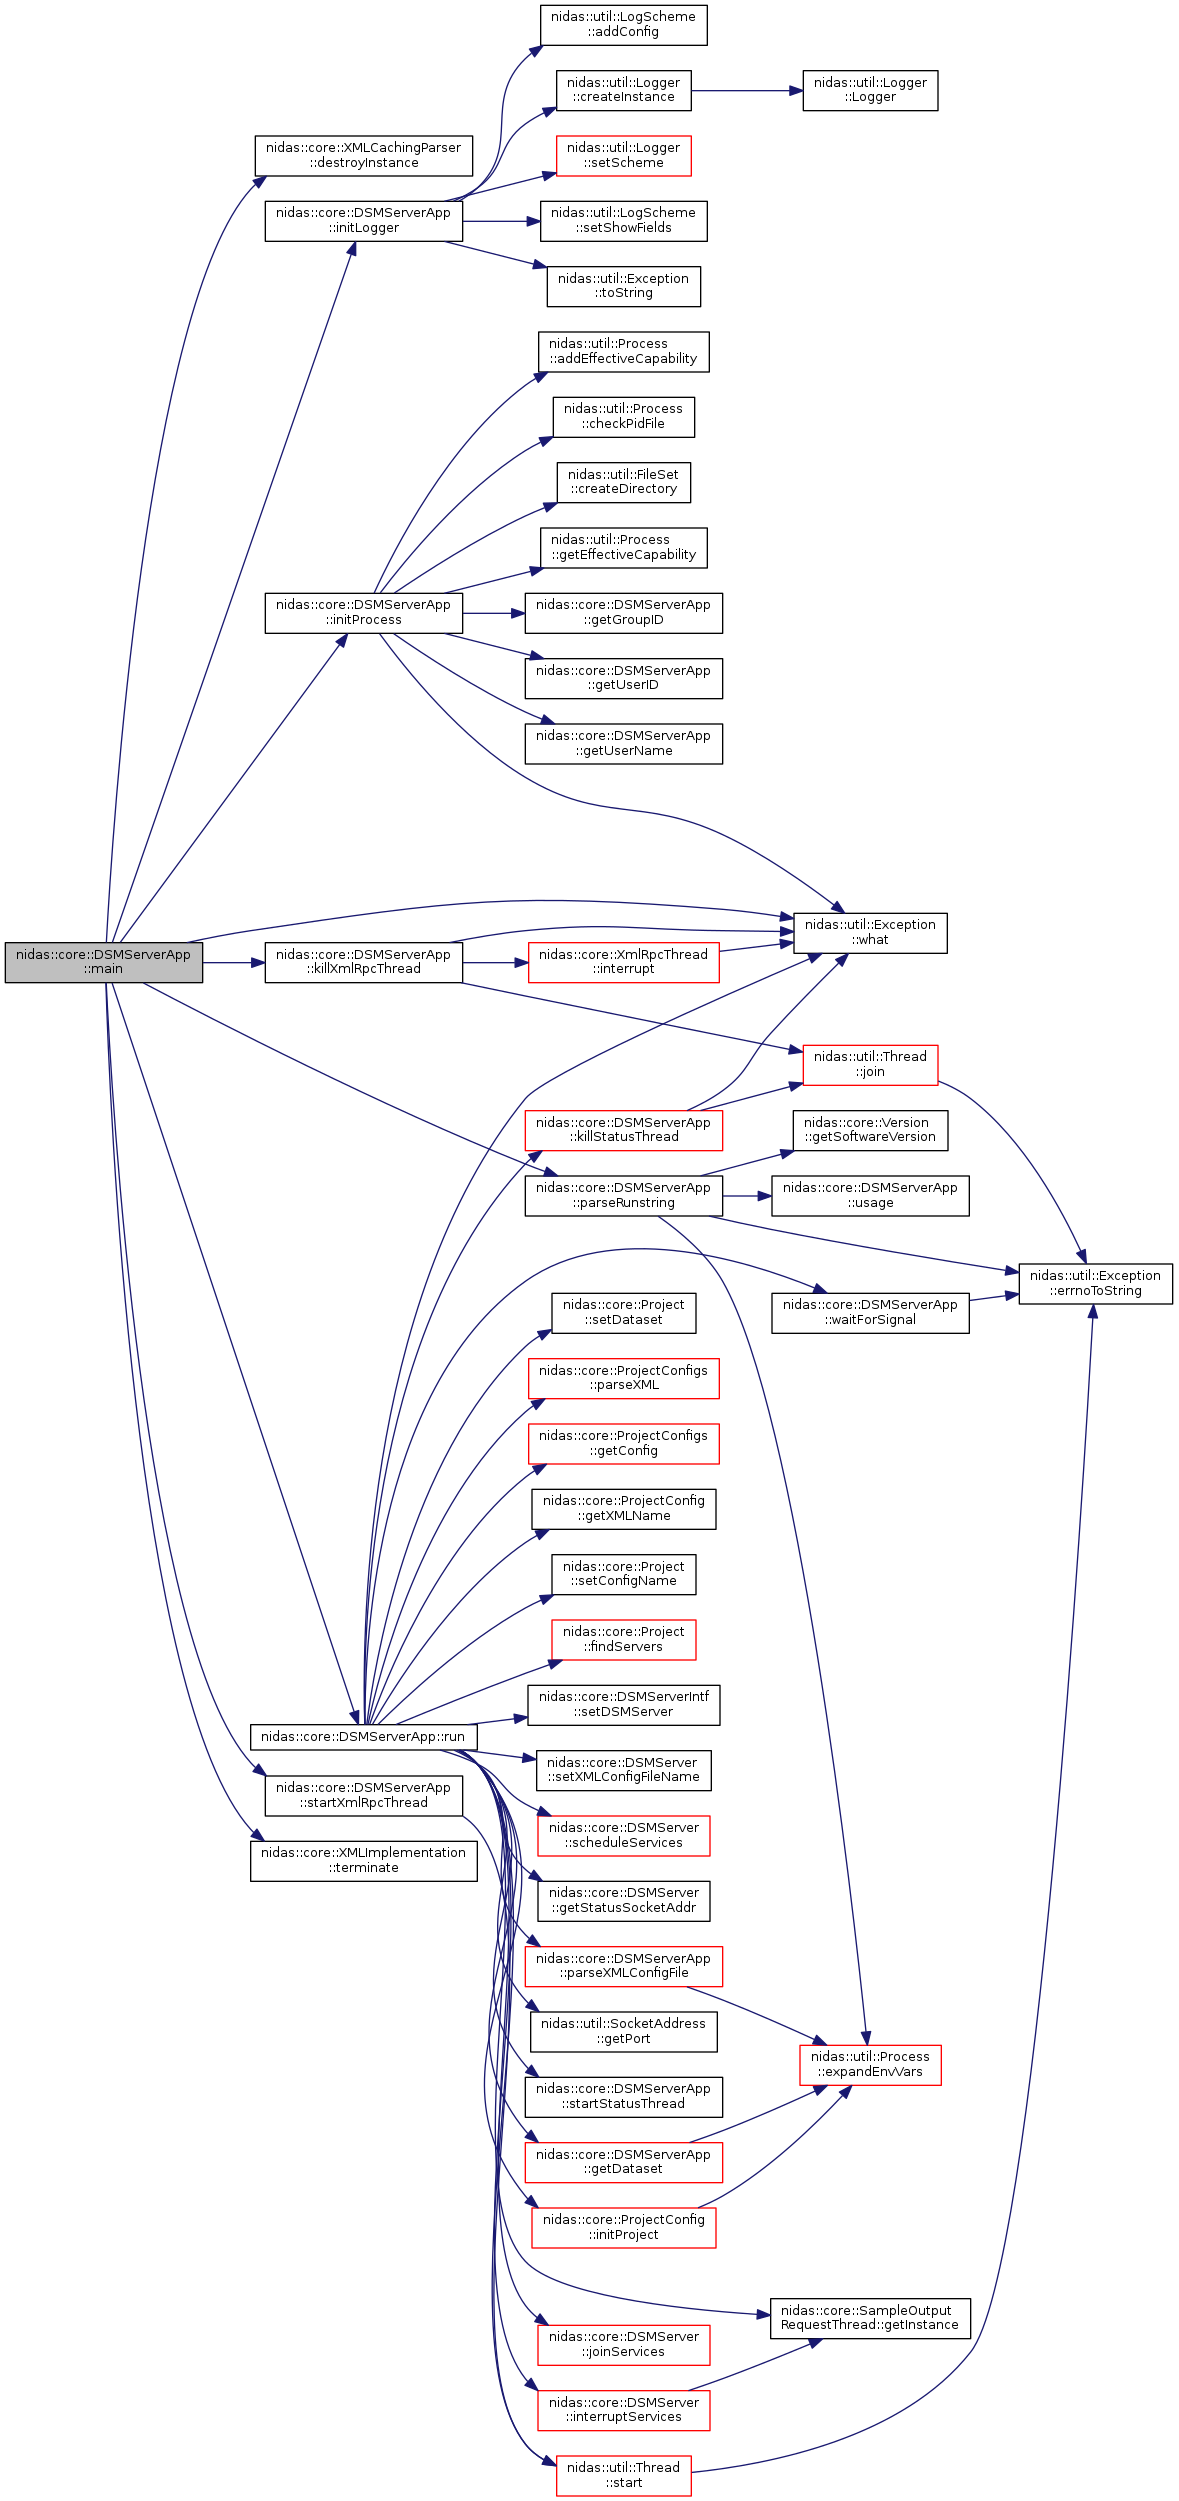 nidas::util::LogScheme
::addConfig
nidas::util::Logger
::createInstance
nidas::util::Logger
::Logger
nidas::core::XMLCachingParser
::destroyInstance
nidas::util::Logger
::setScheme
nidas::core::DSMServerApp
::initLogger
nidas::util::LogScheme
::setShowFields
nidas::util::Exception
::toString
nidas::util::Process
::addEffectiveCapability
nidas::util::Process
::checkPidFile
nidas::util::FileSet
::createDirectory
nidas::util::Process
::getEffectiveCapability
nidas::core::DSMServerApp
::initProcess
nidas::core::DSMServerApp
::getGroupID
nidas::core::DSMServerApp
::getUserID
nidas::core::DSMServerApp
::getUserName
nidas::util::Exception
::what
nidas::core::DSMServerApp
::main
nidas::core::DSMServerApp
::killXmlRpcThread
nidas::core::XmlRpcThread
::interrupt
nidas::util::Thread
::join
nidas::core::DSMServerApp
::killStatusThread
nidas::core::Version
::getSoftwareVersion
nidas::core::DSMServerApp
::parseRunstring
nidas::core::DSMServerApp
::usage
nidas::util::Exception
::errnoToString
nidas::core::DSMServerApp
::waitForSignal
nidas::core::Project
::setDataset
nidas::core::ProjectConfigs
::parseXML
nidas::core::ProjectConfigs
::getConfig
nidas::core::ProjectConfig
::getXMLName
nidas::core::Project
::setConfigName
nidas::core::Project
::findServers
nidas::core::DSMServerIntf
::setDSMServer
nidas::core::DSMServerApp::run
nidas::core::DSMServer
::setXMLConfigFileName
nidas::core::DSMServerApp
::startXmlRpcThread
nidas::core::DSMServer
::scheduleServices
nidas::core::XMLImplementation
::terminate
nidas::core::DSMServer
::getStatusSocketAddr
nidas::core::DSMServerApp
::parseXMLConfigFile
nidas::util::SocketAddress
::getPort
nidas::util::Process
::expandEnvVars
nidas::core::DSMServerApp
::startStatusThread
nidas::core::DSMServerApp
::getDataset
nidas::core::ProjectConfig
::initProject
nidas::core::SampleOutput
RequestThread::getInstance
nidas::core::DSMServer
::joinServices
nidas::core::DSMServer
::interruptServices
nidas::util::Thread
::start